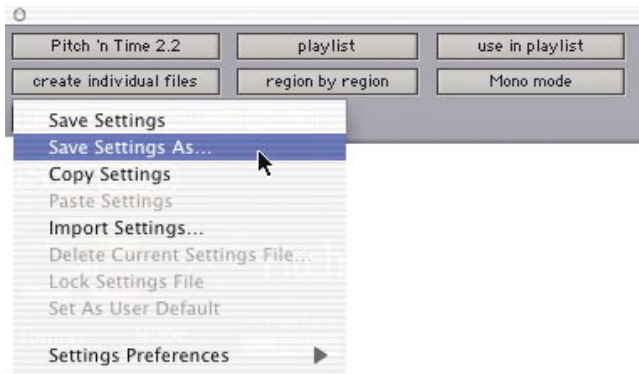 Pitch 'n Time 2.2 playlist use in playlist
create individual files region by region Mono mode
Save Settings
Save Settings As...
Copy Settings
Paste Settings
Import Settings...
Delete Current Settings File...
Lock Settings File
Set As User Default
Settings Preferences